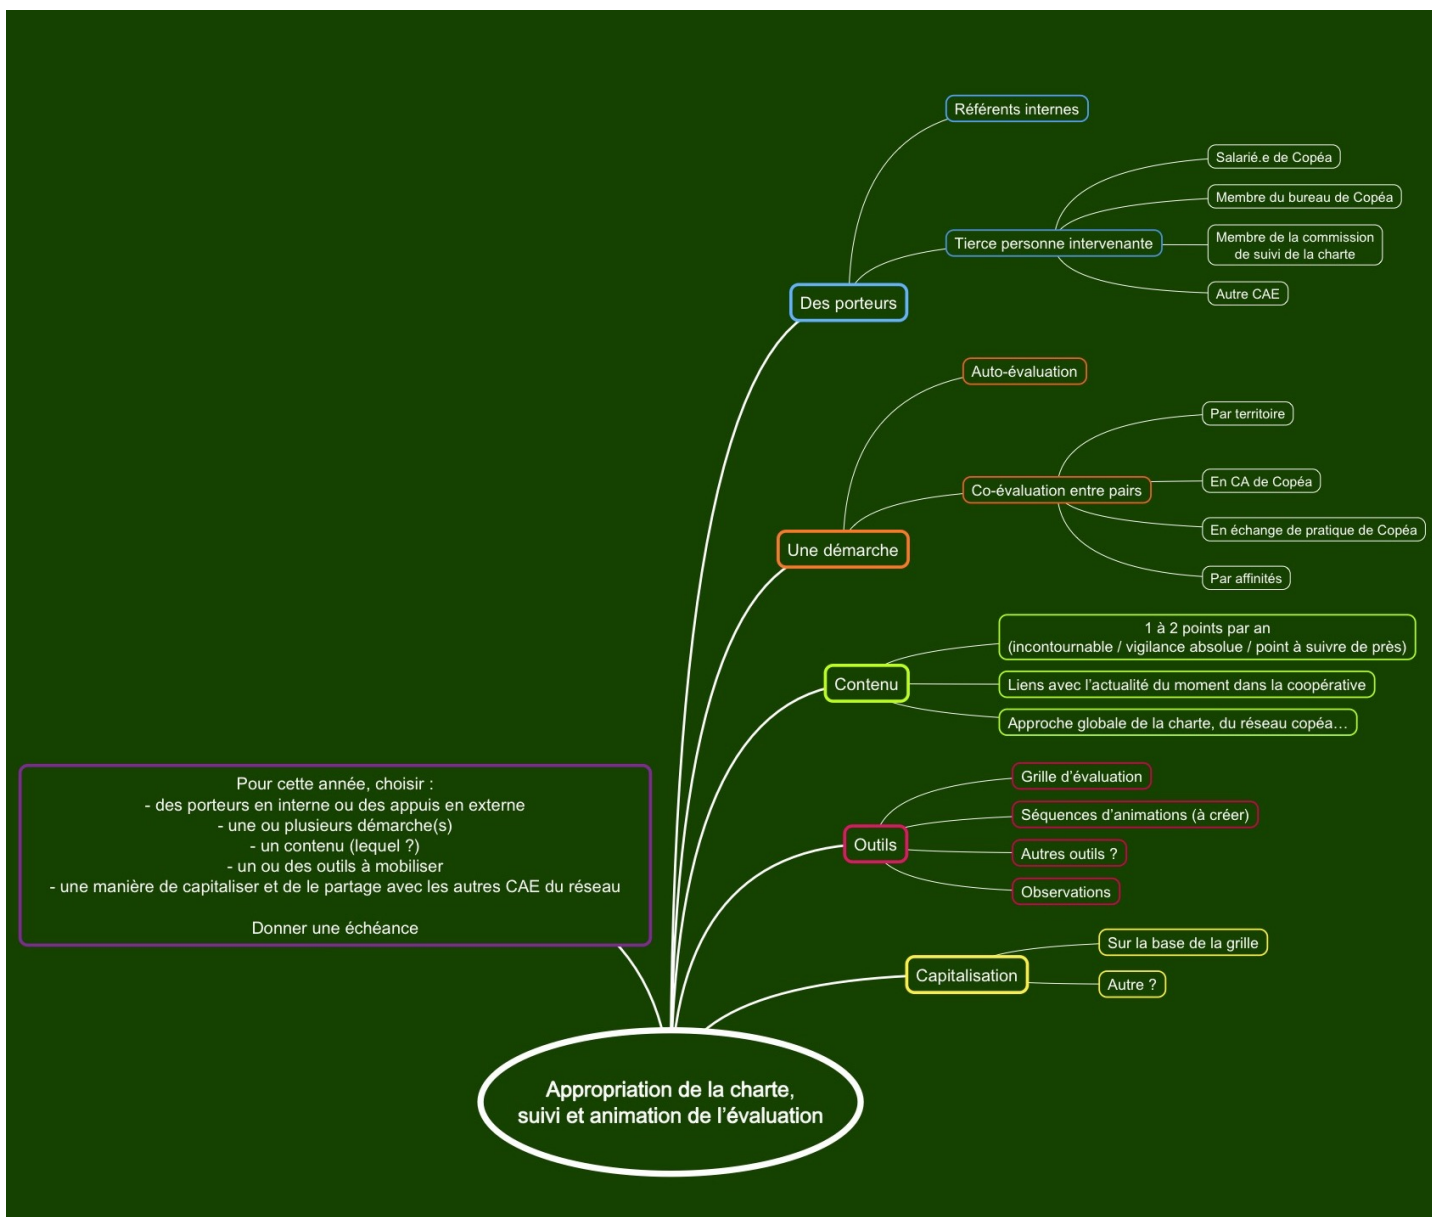 Référents internes
Salarié.e de Copéa
Membre du bureau de Copéa
Membre de la commission
de suivi de la charte
Autre CAE
Tierce personne intervenante
Des porteurs
Auto-évaluation
Par territoire
En CA de Copéa
En échange de pratique de Copéa
Par affinités
Co-évaluation entre pairs
Une démarche
1 à 2 points par an
(incontournable / vigilance absolue / point à suivre de près)
Liens avec l'actualité du moment dans la coopérative
Approche globale de la charte, du réseau copéa…
Contenu
Grille d'évaluation
Séquences d'animations (à créer)
Autres outils ?
Observations
Outils
Sur la base de la grille
Autre ?
Capitalisation
Pour cette année, choisir :
- des porteurs en interne ou des appuis en externe
- une ou plusieurs démarche(s)
- un contenu (lequel ?)
- un ou des outils à mobiliser
- une manière de capitaliser et de le partage avec les autres CAE du réseau
Donner une échéance
Appropriation de la charte,
suivi et animation de l'évaluation